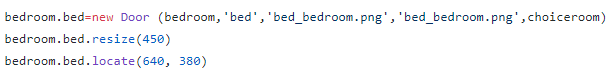 bedroom.bed=new Door (bedroom,'bed','bed_bedroom.png','bed_bedroom.png',choiceroom)
bedroom.bed.resize(450)
bedroom.bed.locate(640, 380)